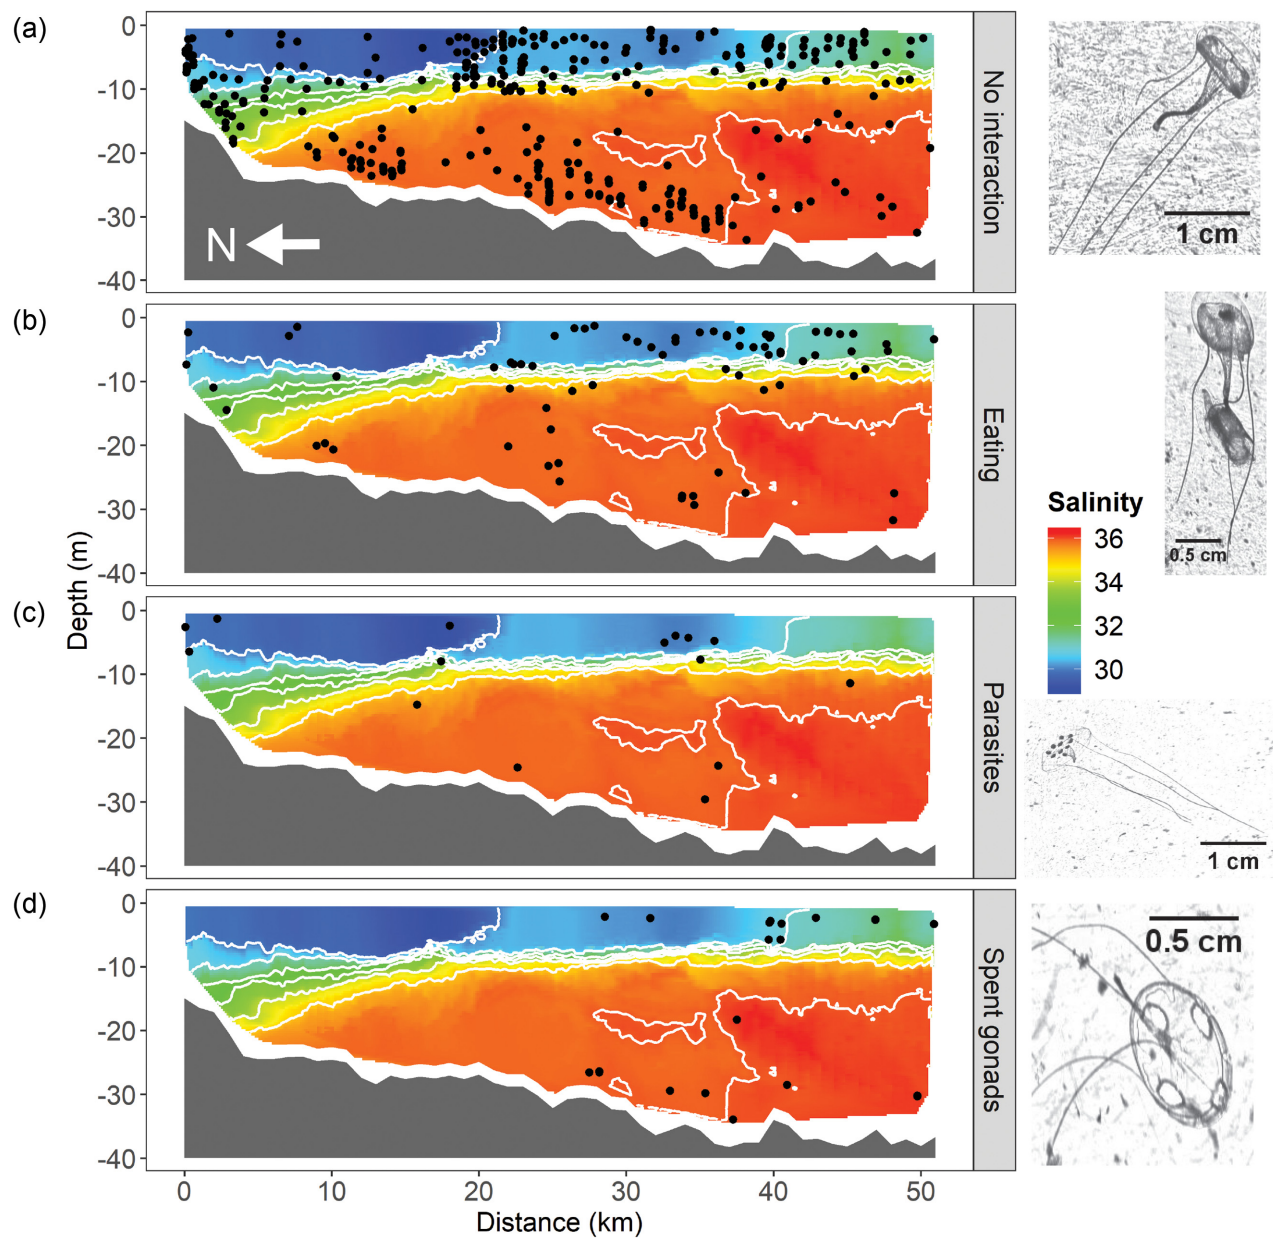 (a)
0
-10
-20
-30
-40
N
No interaction
1 cm
(b)
0
-10
-20
-30
-40
Eating
0.5 cm
Salinity
36
34
32
30
Depth (m)
(c)
0
-10
-20
-30
-40
Parasites
1 cm
(d)
0
-10
-20
-30
-40
Spent gonads
0.5 cm
0 10 20 30 40 50
Distance (km)